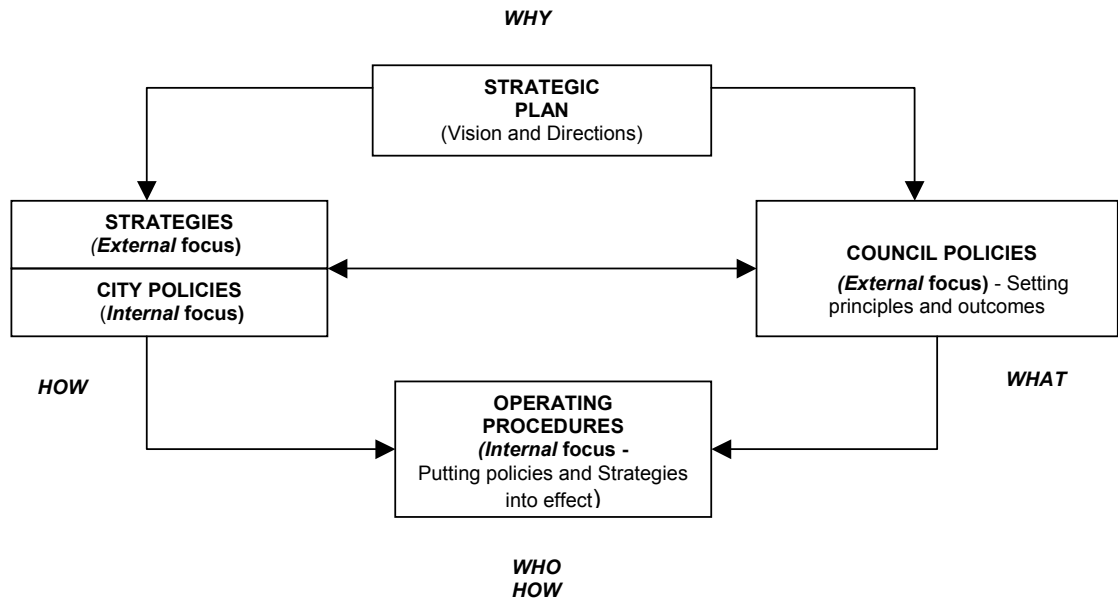 WHY
STRATEGIC
PLAN
(Vision and Directions)
STRATEGIES
(External focus)
CITY POLICIES
(Internal focus)
COUNCIL POLICIES
(External focus) - Setting
principles and outcomes
HOW
WHAT
OPERATING
PROCEDURES
(Internal focus -
Putting policies and Strategies
into effect)
WHO
HOW